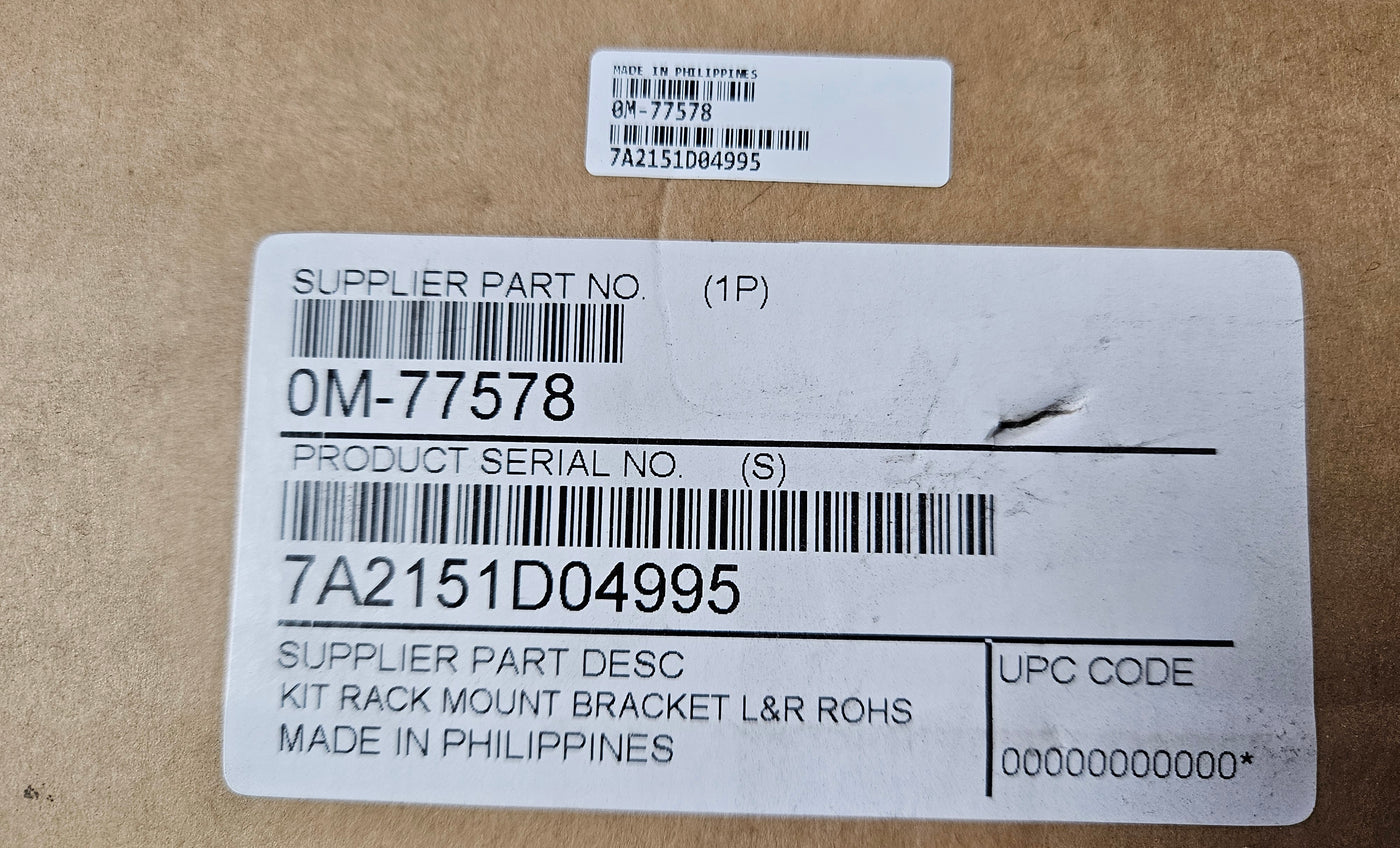 MADE IN PHILIPPINES
0M-77578
7A2151D04995
SUPPLIER PART NO. (1P)
0M-77578
PRODUCT SERIAL NO. (S)
7A2151D04995
SUPPLIER PART DESC
KIT RACK MOUNT BRACKET L&R ROHS
MADE IN PHILIPPINES
UPC CODE
00000000000*